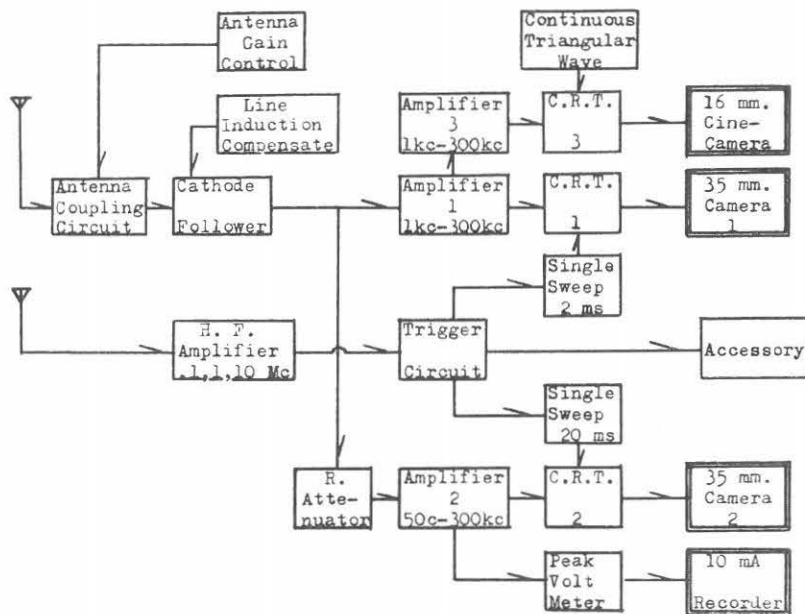 Antenna
Gain
Control
Continuous
Triangular
Wave
Line
Induction
Compensate
Amplifier
3
1kc-300kc
C.R.T.
3
16 mm.
Cine-
Camera
Antenna
Coupling
Circuit
Cathode
Follower
Amplifier
1
1kc-300kc
C.R.T.
1
35 mm.
Camera
1
Single
Sweep
2 ms
H. F.
Amplifier
.1,1,10 Mc
Trigger
Circuit
Accessory
Single
Sweep
20 ms
R.
Atte-
nuator
Amplifier
2
50c-300kc
C.R.T.
2
35 mm.
Camera
2
Peak
Volt
Meter
10 mA
Recorder